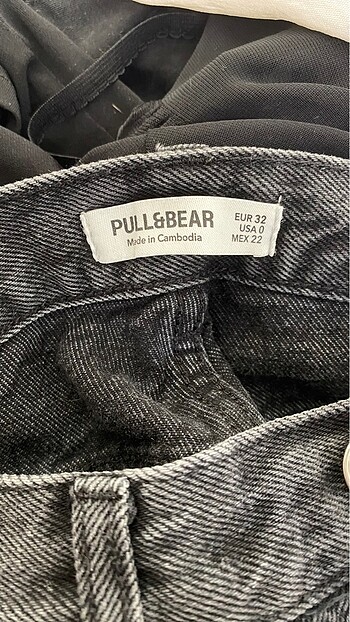 PULL&BEAR
Made in Cambodia
EUR 32
USA 0
MEX 22